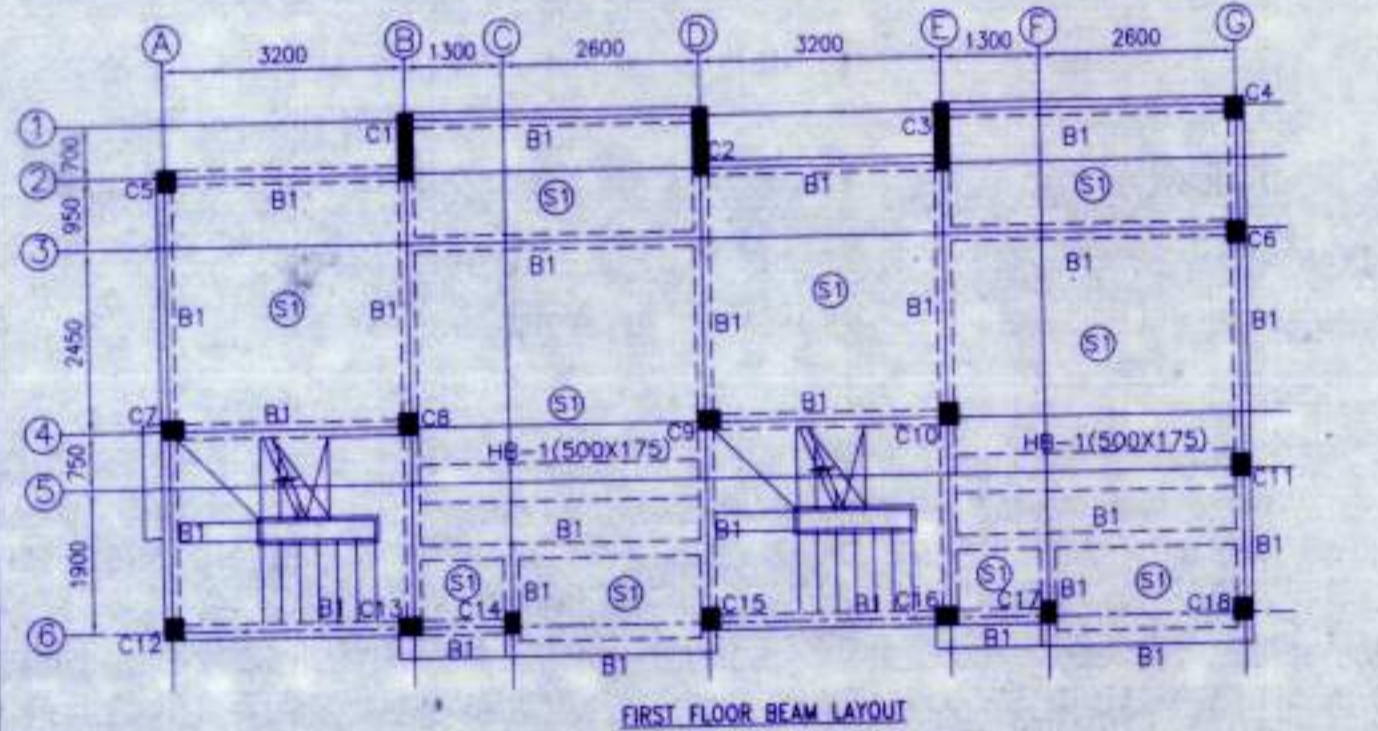 A B C D E F G
3200 1300 2600 3200 1300 2600
1 C1 B1 C2 C3 B1 C4
700
2 C5 B1 S1 B1 S1
950
C6
3 B1 B1
B1 S1 B1 B1 S1 B1 S1 B1
2450
S1
C7 B1 C8 C9 B1 C10
4
HB-1(500X175) HB-1(500X175)
750
C11
5
B1 B1 B1 B1 B1
1900
S1 B1 S1 S1 B1 S1
B1 C13 C14 C15 B1 C16 C17 C18
6
C12 B1 B1 B1 B1
FIRST FLOOR BEAM LAYOUT